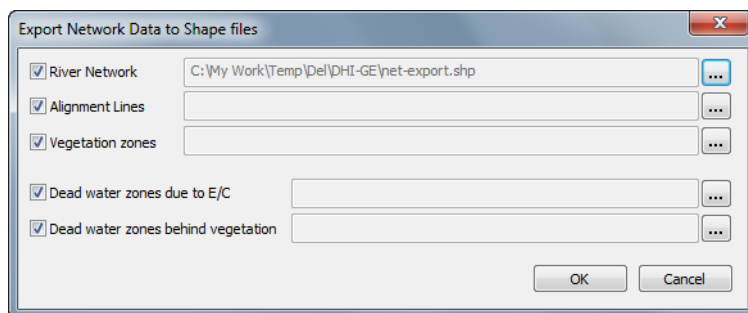 Export Network Data to Shape files
River Network C:\My Work\Temp\Del\DHI-GE\net-export.shp ...
Alignment Lines ...
Vegetation zones ...
Dead water zones due to E/C ...
Dead water zones behind vegetation ...
OK Cancel